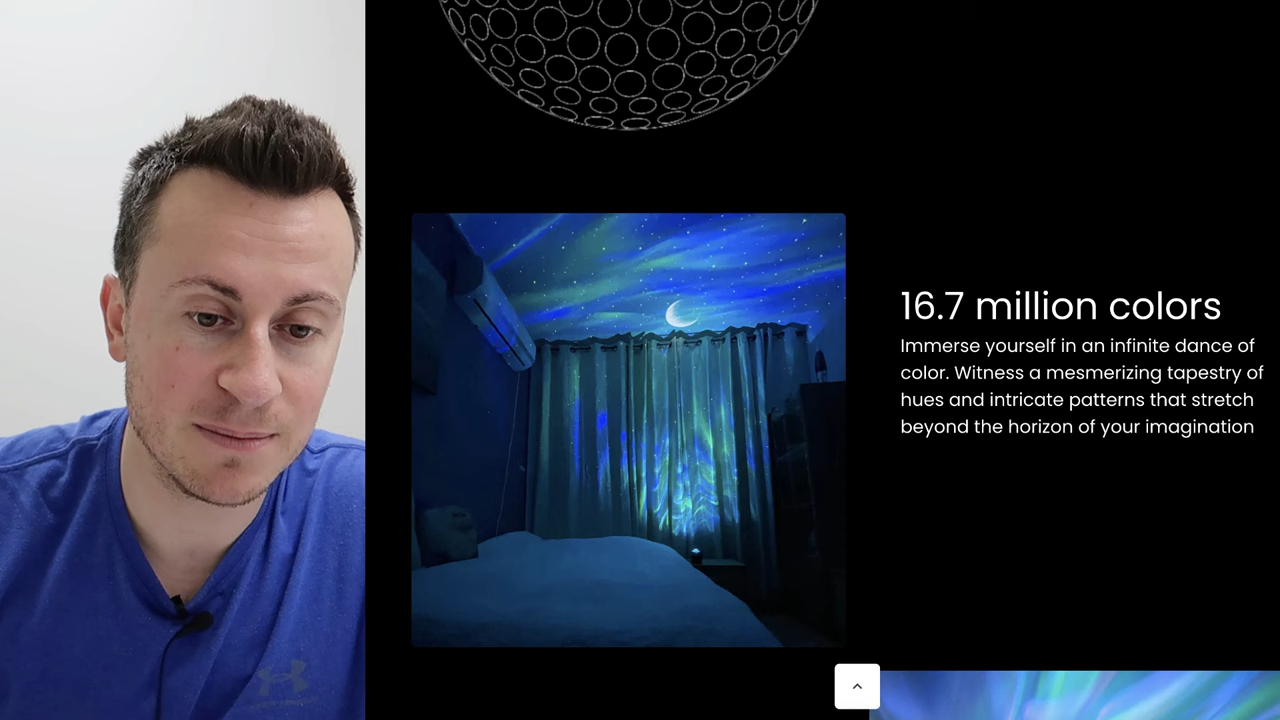 16.7 million colors
Immerse yourself in an infinite dance of
color. Witness a mesmerizing tapestry of
hues and intricate patterns that stretch
beyond the horizon of your imagination